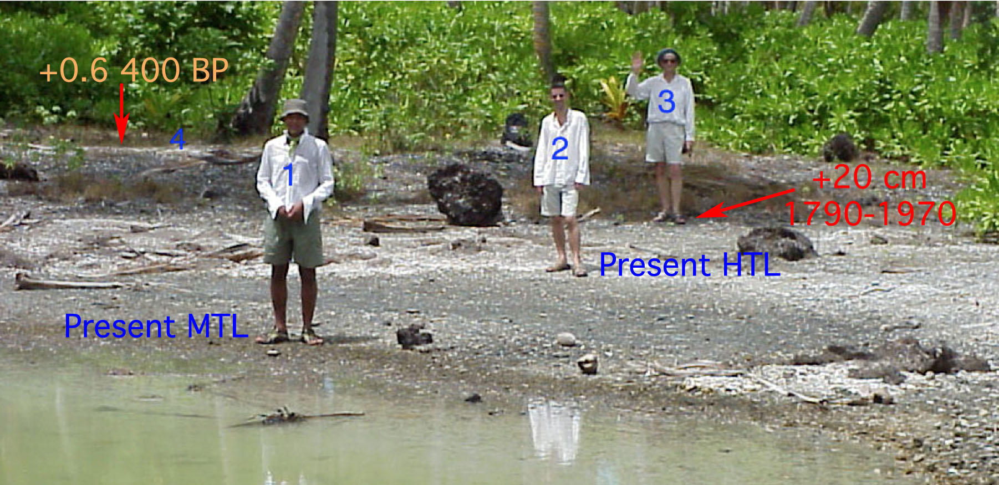 +0.6 400 BP
4
1
2
3
+20 cm
1790-1970
Present HTL
Present MTL